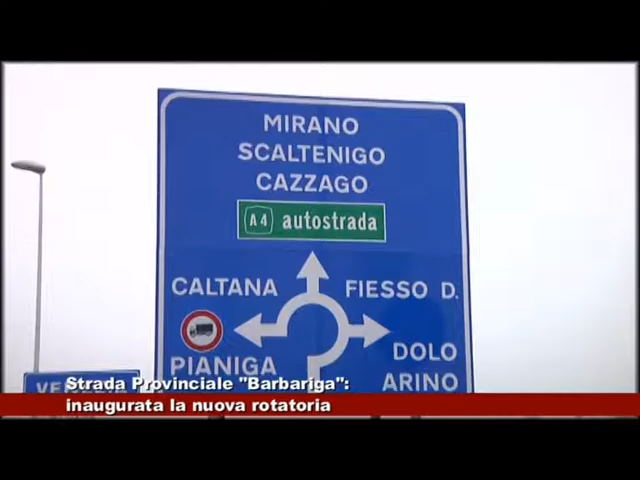 MIRANO
SCALTENIGO
CAZZAGO
A4 autostrada
CALTANA
FIESSO D.
PIANIGA
DOLO
ARINO
Strada Provinciale "Barbariga":
inaugurata la nuova rotatoria